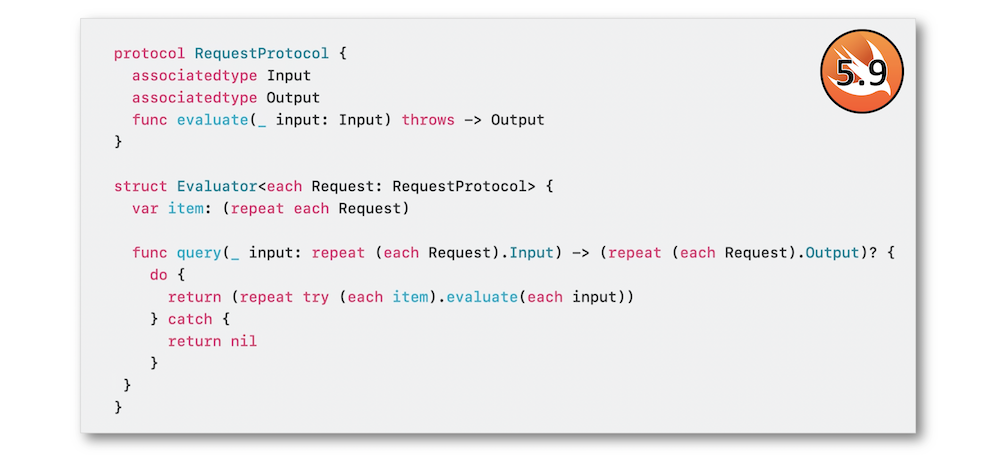 protocol RequestProtocol {
  associatedtype Input
  associatedtype Output
  func evaluate(_ input: Input) throws -> Output
}

struct Evaluator<each Request: RequestProtocol> {
  var item: (repeat each Request)

  func query(_ input: repeat (each Request).Input) -> (repeat (each Request).Output)? {
    do {
      return (repeat try (each item).evaluate(each input))
    } catch {
      return nil
    }
 }
}
5.9